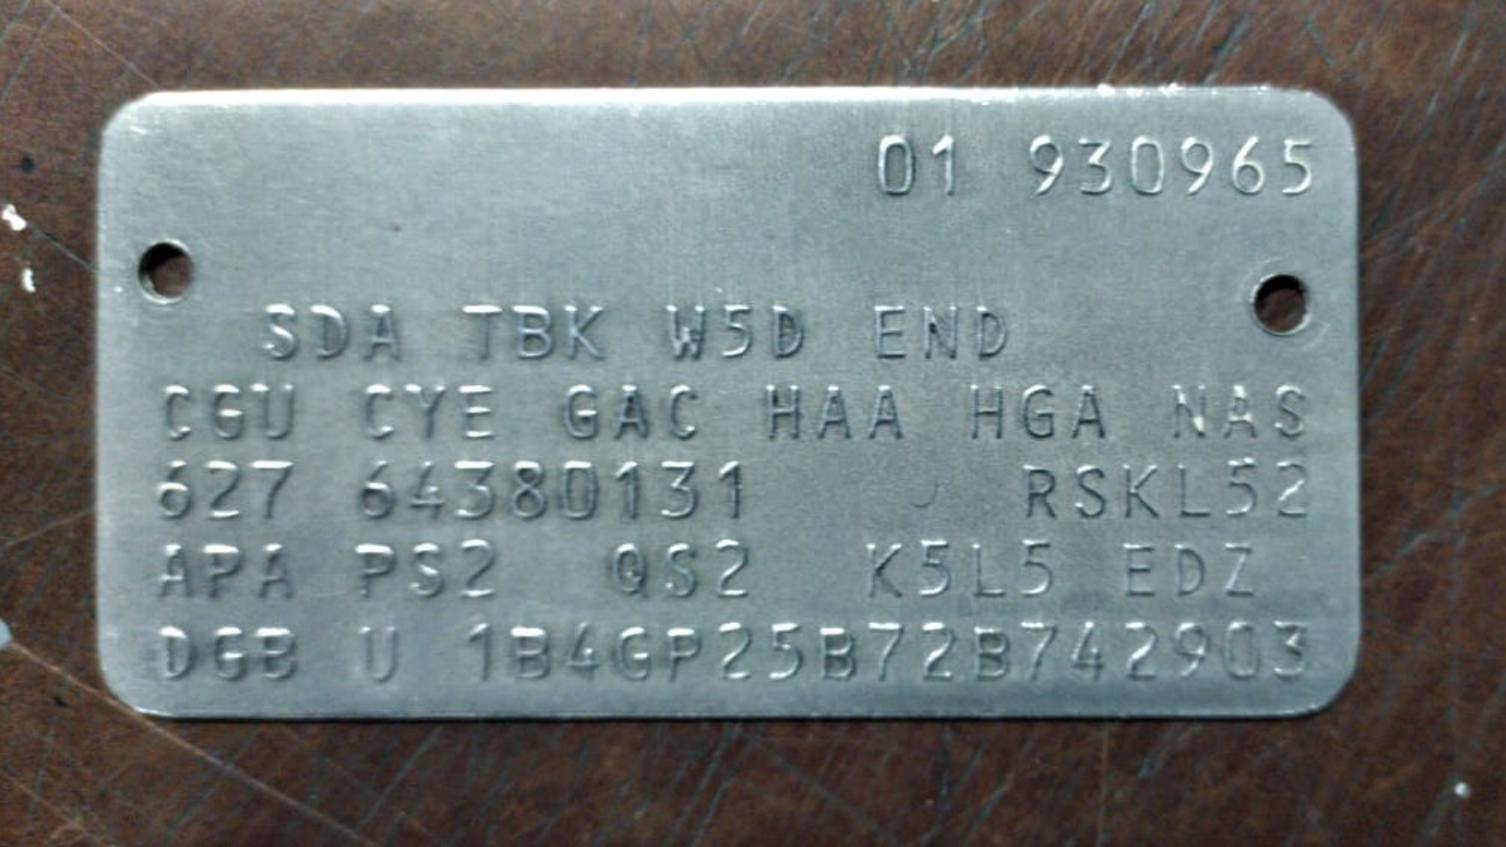 01 930965
SDA TBK W5D END
CGU CYE GAC HAA HGA NAS
627 64380131 RSKL52
APA PS2 QS2 K5L5 EDZ
DGB U 1B4GP25B72B742903